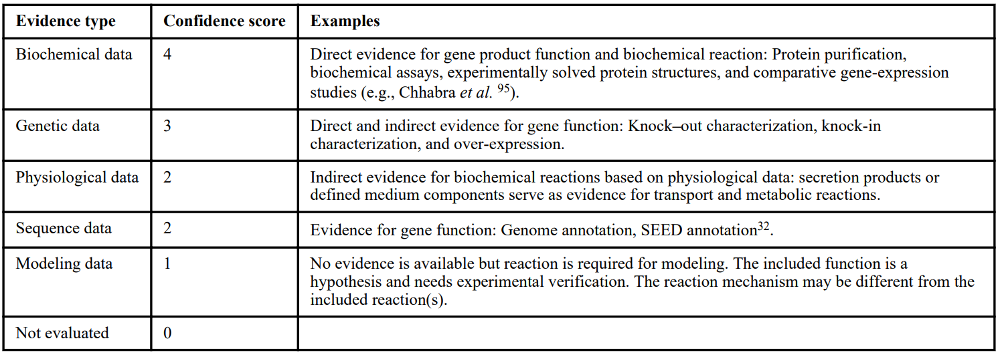 Evidence type Confidence score Examples
Biochemical data 4 Direct evidence for gene product function and biochemical reaction: Protein purification,
biochemical assays, experimentally solved protein structures, and comparative gene-expression
studies (e.g., Chhabra et al. 95).
Genetic data 3 Direct and indirect evidence for gene function: Knock–out characterization, knock-in
characterization, and over-expression.
Physiological data 2 Indirect evidence for biochemical reactions based on physiological data: secretion products or
defined medium components serve as evidence for transport and metabolic reactions.
Sequence data 2 Evidence for gene function: Genome annotation, SEED annotation32.
Modeling data 1 No evidence is available but reaction is required for modeling. The included function is a
hypothesis and needs experimental verification. The reaction mechanism may be different from the
included reaction(s).
Not evaluated 0